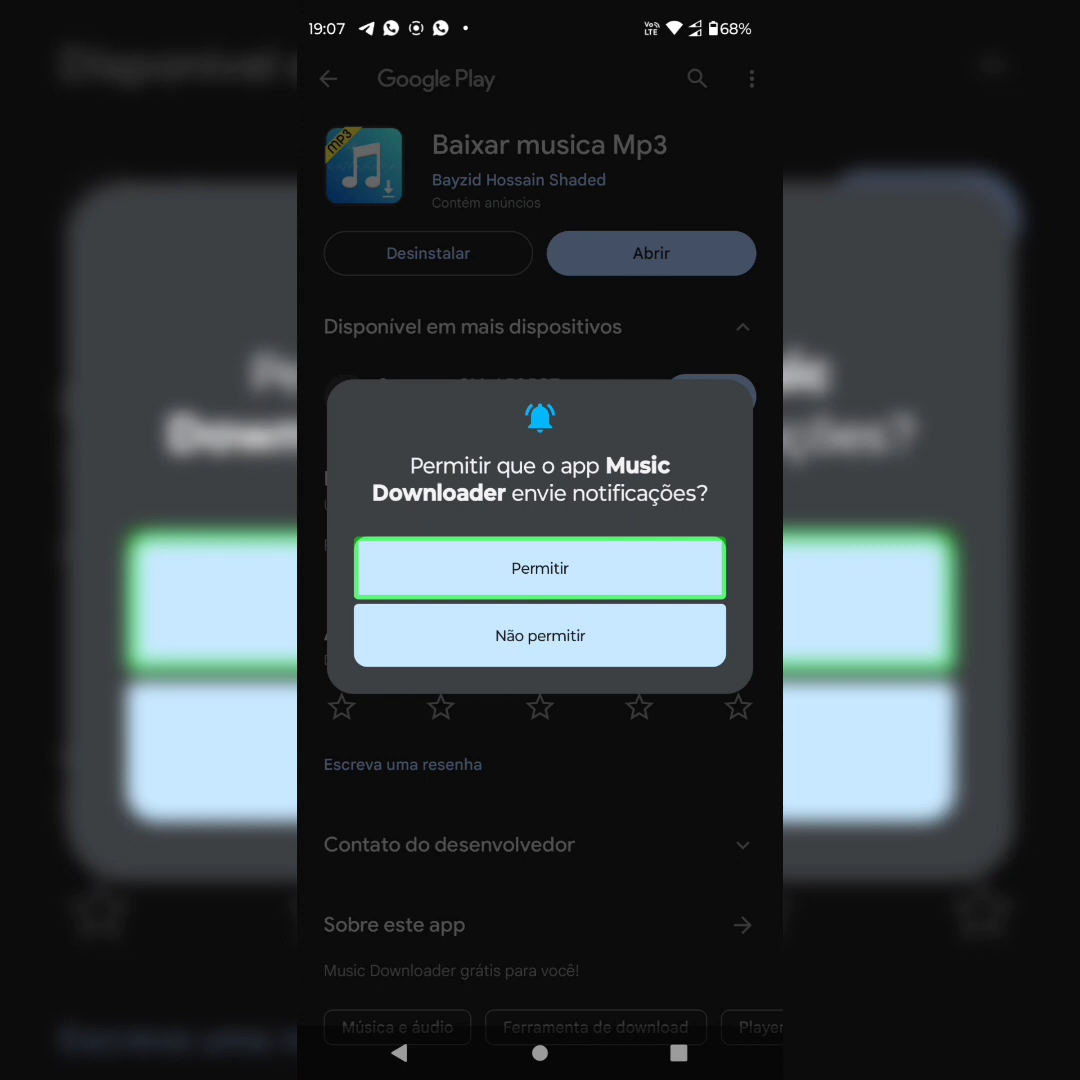 19:07
Vo))
LTE
68%
Google Play
MP3
Baixar musica Mp3
Bayzid Hossain Shaded
Contém anúncios
Desinstalar
Abrir
Disponível em mais dispositivos
Permitir que o app Music
Downloader envie notificações?
Permitir
Não permitir
Escreva uma resenha
Contato do desenvolvedor
Sobre este app
Music Downloader grátis para você!
Música e áudio
Ferramenta de download
Player